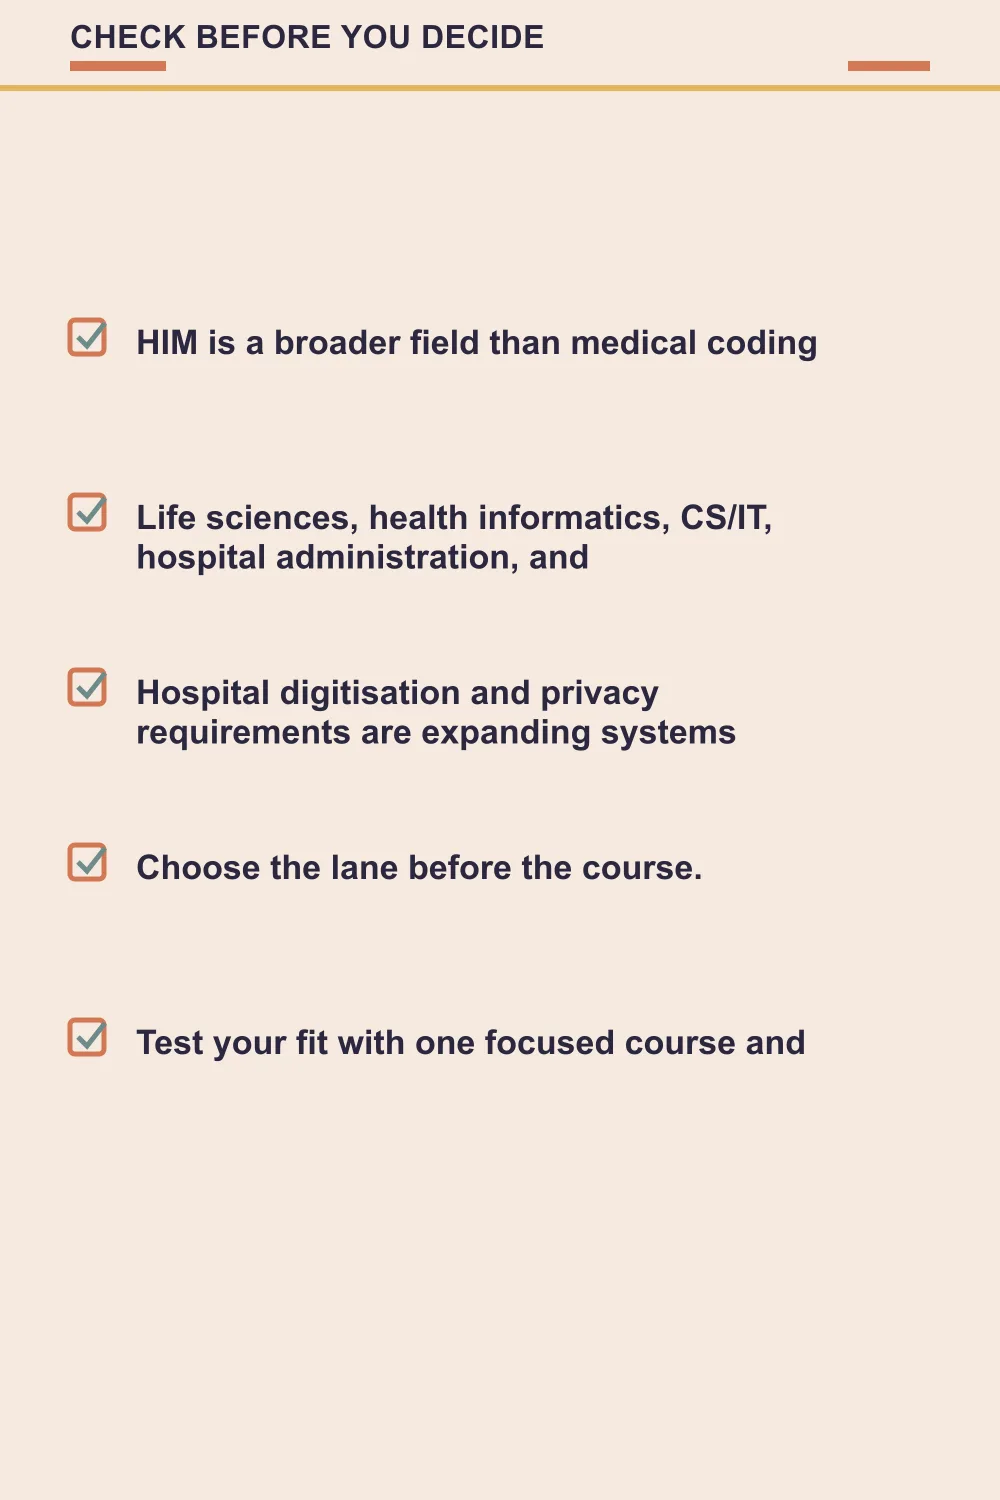 CHECK BEFORE YOU DECIDE
HIM is a broader field than medical coding
Life sciences, health informatics, CS/IT,
hospital administration, and
Hospital digitisation and privacy
requirements are expanding systems
Choose the lane before the course.
Test your fit with one focused course and